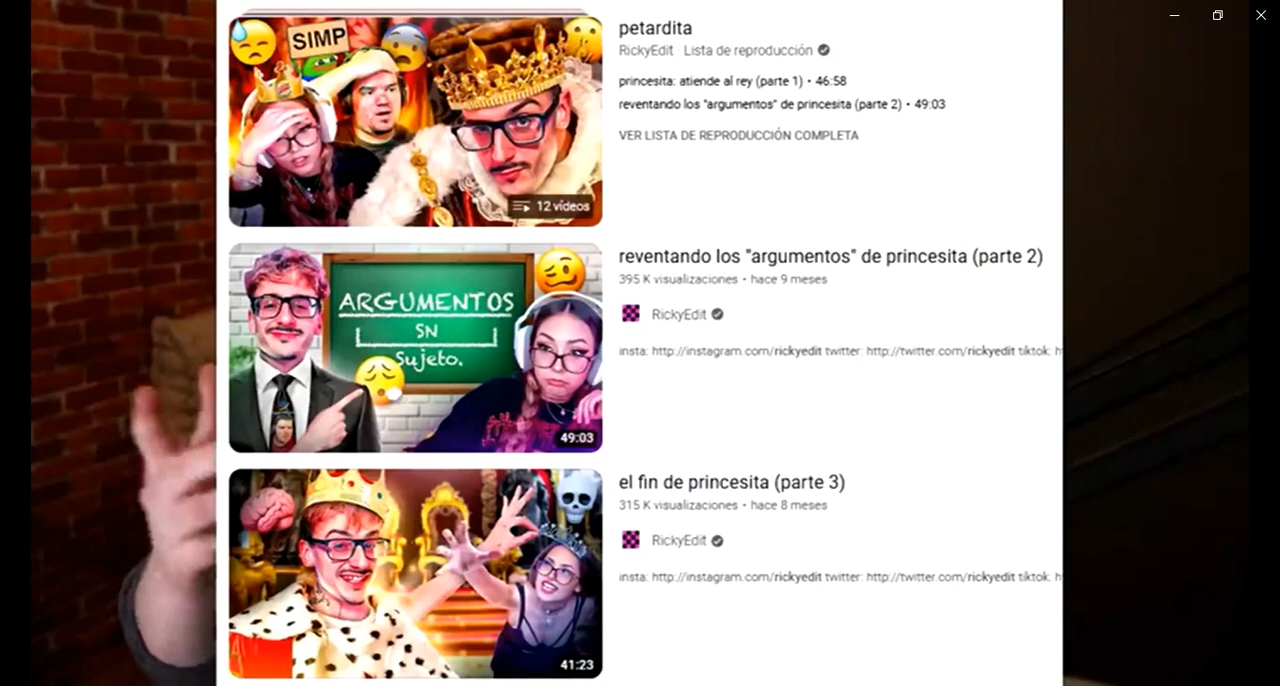 SIMP
12 vídeos
petardita
RickyEdit · Lista de reproducción
princesita: atiende al rey (parte 1) • 46:58
reventando los "argumentos" de princesita (parte 2) • 49:03
VER LISTA DE REPRODUCCIÓN COMPLETA
ARGUMENTOS
SN
Sujeto.
49:03
reventando los "argumentos" de princesita (parte 2)
395 K visualizaciones • hace 9 meses
RickyEdit
insta: http://instagram.com/rickyedit twitter: http://twitter.com/rickyedit tiktok:
41:23
el fin de princesita (parte 3)
315 K visualizaciones • hace 8 meses
RickyEdit
insta: http://instagram.com/rickyedit twitter: http://twitter.com/rickyedit tiktok: